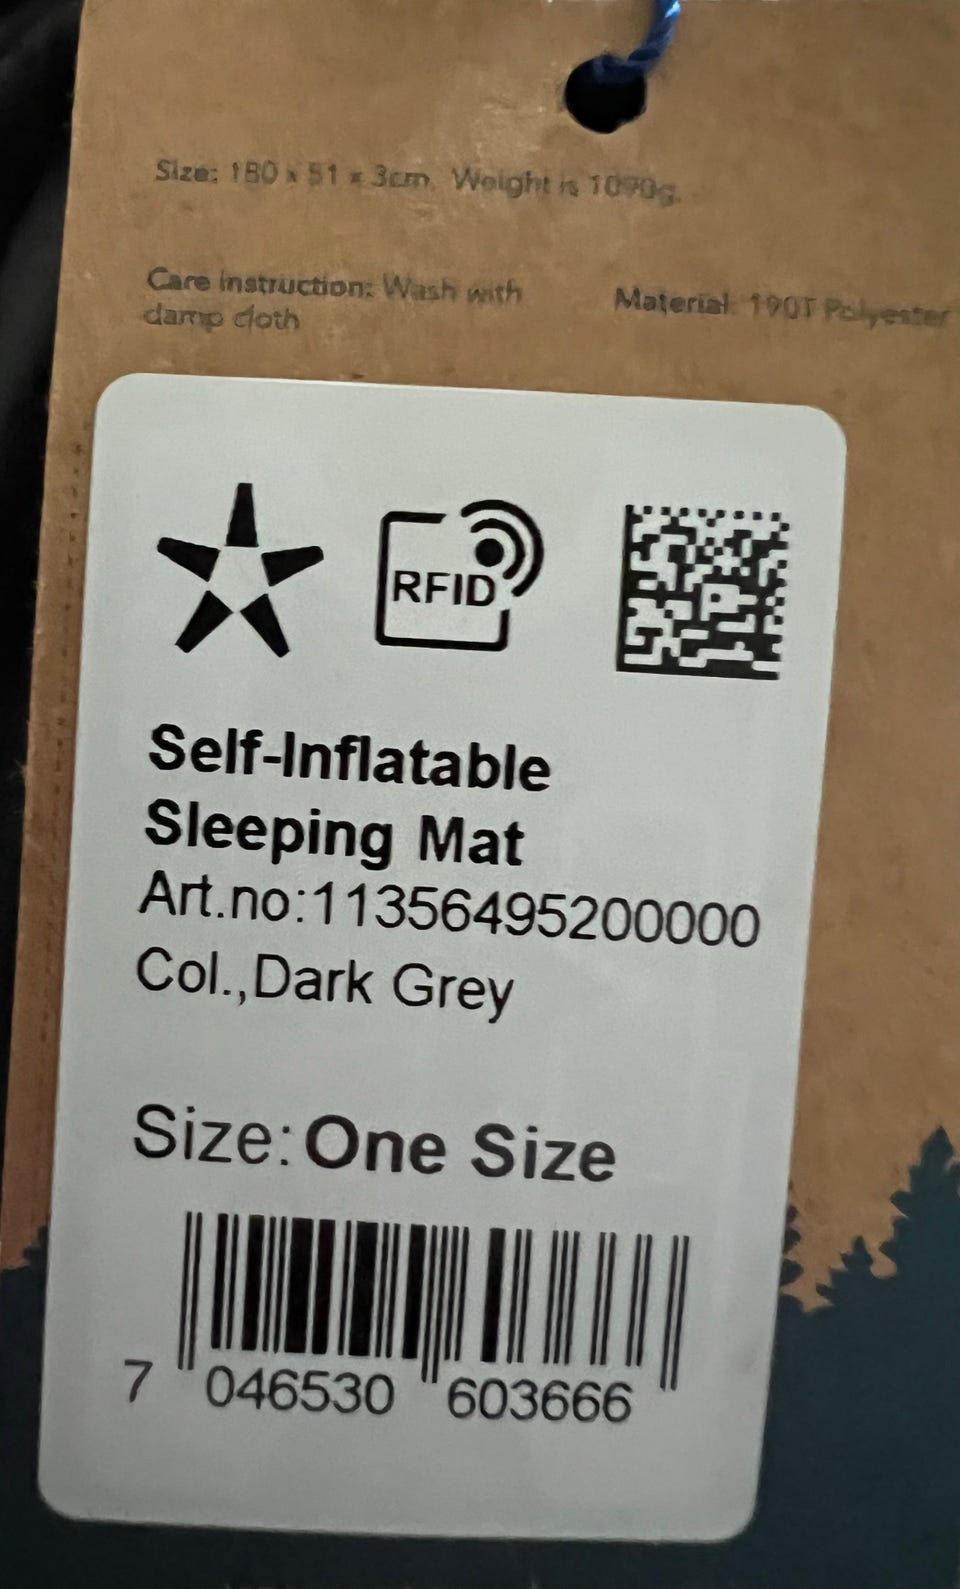 Size: 180 x 51 x 3cm. Weight is 1090g.
Care instruction: Wash with
damp cloth
Material: 190T Polyester
RFID
Self-Inflatable
Sleeping Mat
Art.no:11356495200000
Col.,Dark Grey
Size: One Size
7 046530 603666